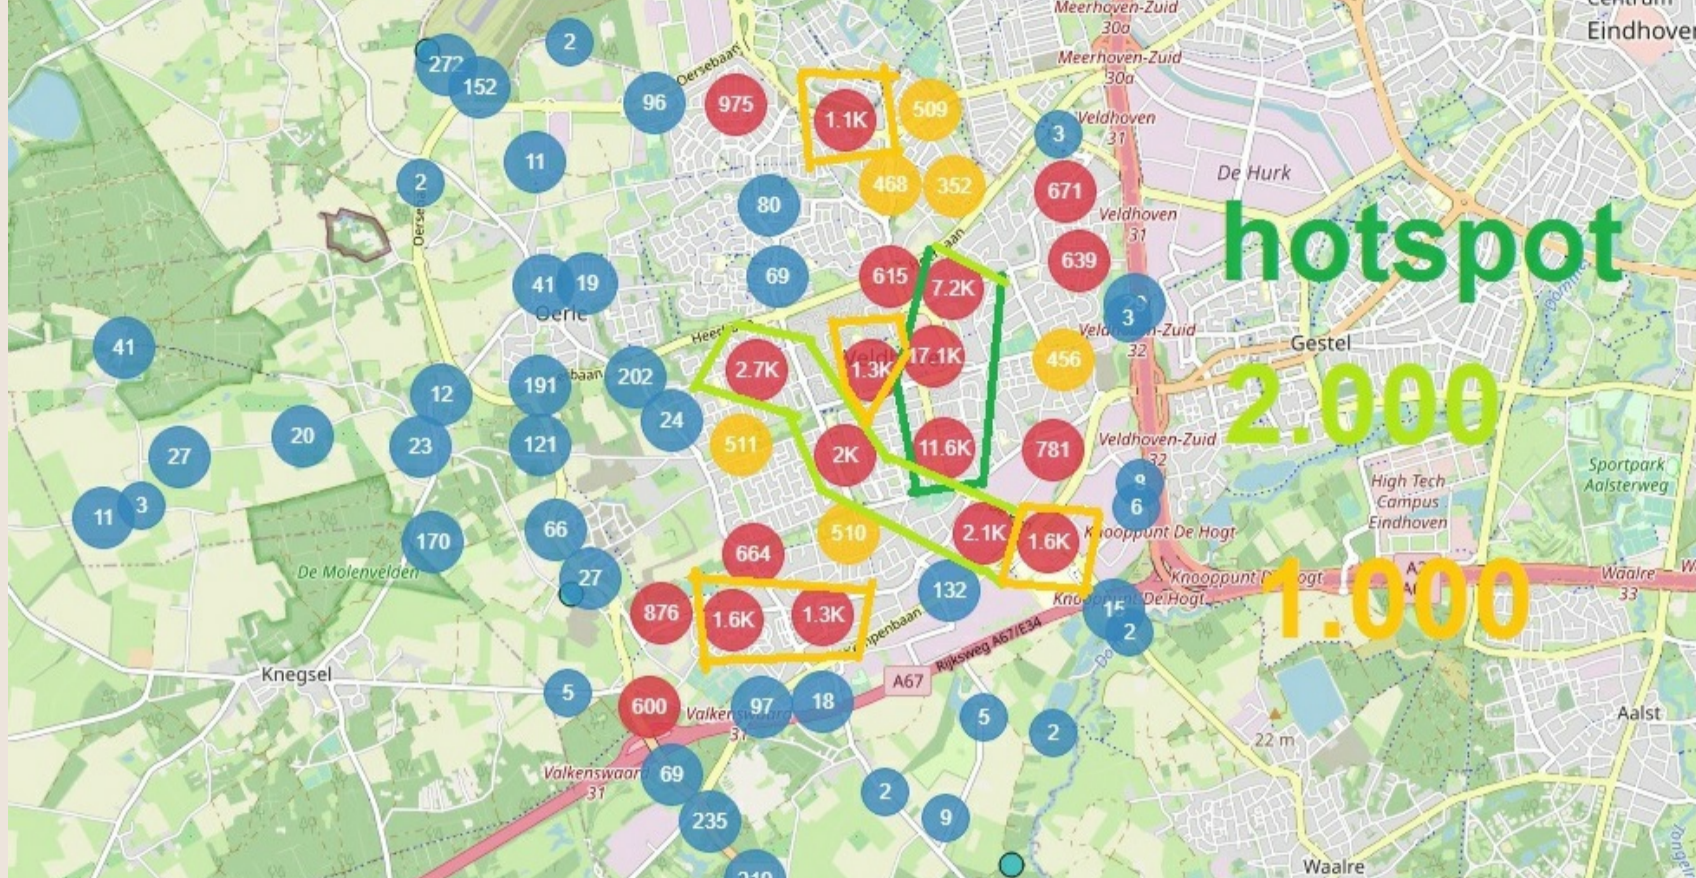 Meerhoven-Zuid
30a
Centrum
Eindhoven
2
272
152
Oersebaan
Meerhoven-Zuid
30a
96
975
1.1K
509
3
Veldhoven
31
11
2
468
352
671
De Hurk
80
Veldhoven
31
hotspot
41
19
69
615
7.2K
639
Oerle
3
Veldhoven-Zuid
32
Gestel
41
17.1K
1.3K
2.7K
456
12
191
202
24
2.000
27
20
23
121
511
2K
11.6K
781
Veldhoven-Zuid
32
Sportpark
Aalsterweg
High Tech
Campus
Eindhoven
8
6
11
3
170
66
510
2.1K
1.6K
Knooppunt De Hogt
De Molenvelden
27
664
132
Knooppunt De Hogt
Knooppunt De Hogt
1.000
Waalre
33
876
1.6K
1.3K
15
2
Rijksweg A67/E34
Knegsel
A67
5
600
97
18
Valkenswaard
31
5
2
Aalst
22 m
Valkenswaard
31
69
2
9
235
219
Waalre